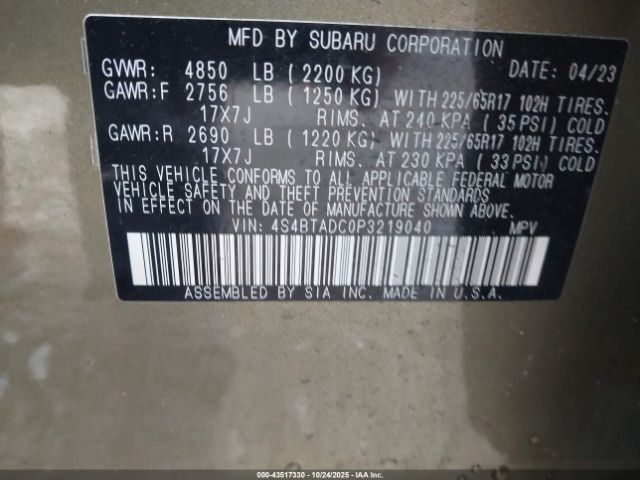 MFD BY SUBARU CORPORATION
GVWR: 4850 LB ( 2200 KG) DATE: 04/23
GAWR:F 2756 LB ( 1250 KG) WITH 225/65R17 102H TIRES.
17X7J RIMS. AT 240 KPA ( 35 PSI) COLD
GAWR:R 2690 LB ( 1220 KG) WITH 225/65R17 102H TIRES.
17X7J RIMS. AT 230 KPA ( 33 PSI) COLD
THIS VEHICLE CONFORMS TO ALL APPLICABLE FEDERAL MOTOR
VEHICLE SAFETY AND THEFT PREVENTION STANDARDS
IN EFFECT ON THE DATE OF MANUFACTURE SHOWN ABOVE.
VIN: 4S4BTADC0P3219040 MPV
ASSEMBLED BY SIA INC. MADE IN U.S.A.
000-43517330 - 10/24/2025 - IAAI.COM